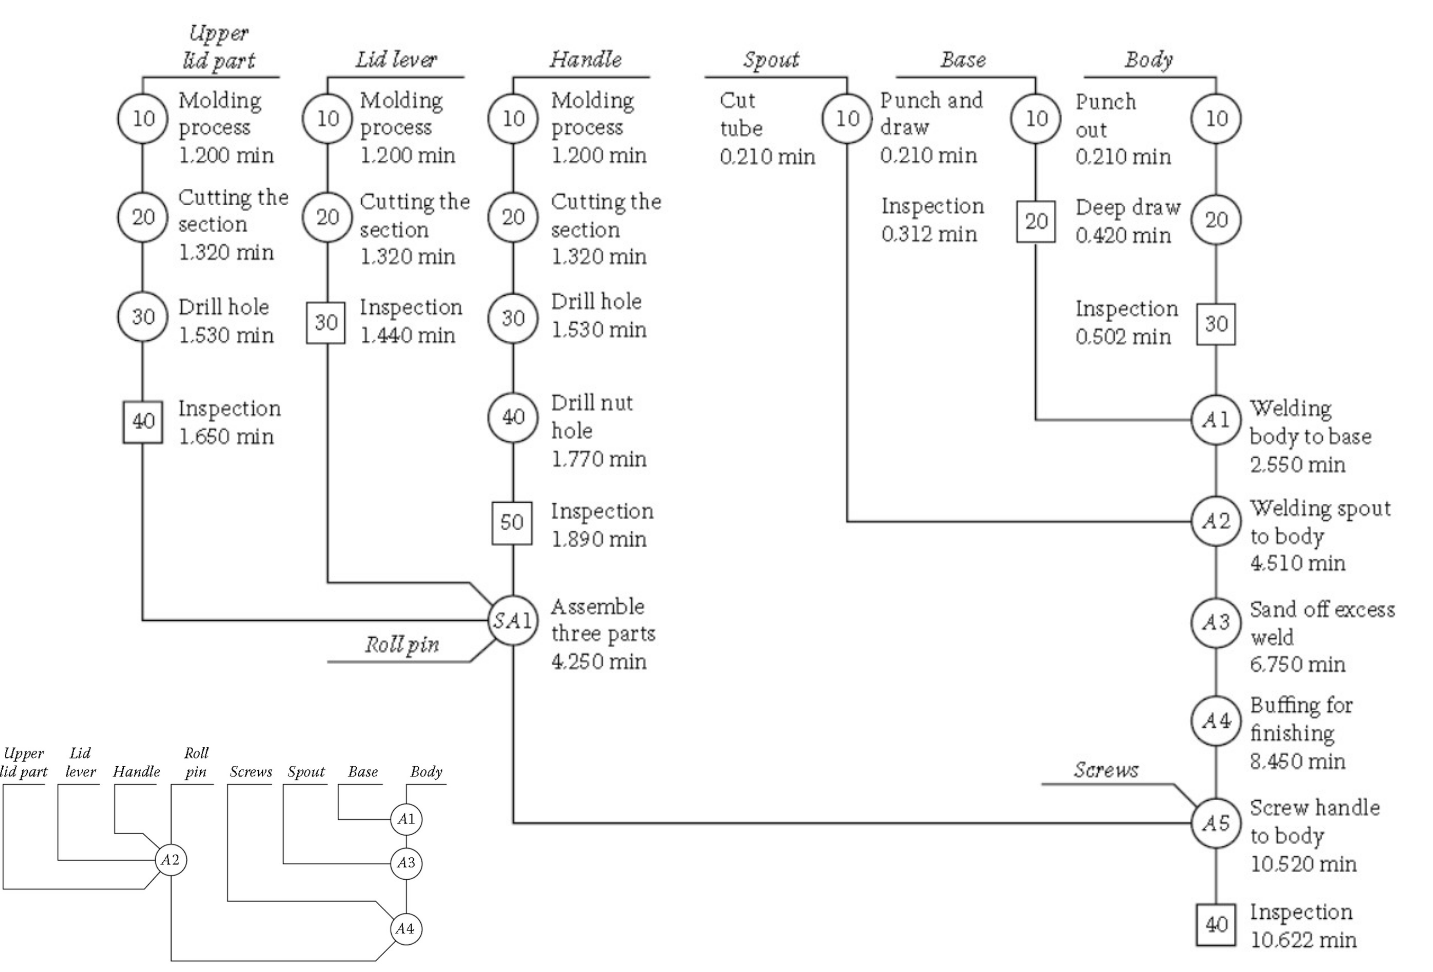 Upper
lid part
10
Molding
process
1.200 min
20
Cutting the
section
1.320 min
30
Drill hole
1.530 min
40
Inspection
1.650 min
Lid lever
10
Molding
process
1.200 min
20
Cutting the
section
1.320 min
30
Inspection
1.440 min
Handle
10
Molding
process
1.200 min
20
Cutting the
section
1.320 min
30
Drill hole
1.530 min
40
Drill nut
hole
1.770 min
50
Inspection
1.890 min
SA1
Assemble
three parts
4.250 min
Roll pin
Spout
Cut
tube
0.210 min
10
Base
Punch and
draw
0.210 min
10
Inspection
0.312 min
20
Body
Punch
out
0.210 min
10
Deep draw
0.420 min
20
Inspection
0.502 min
30
A1
Welding
body to base
2.550 min
A2
Welding spout
to body
4.510 min
A3
Sand off excess
weld
6.750 min
A4
Buffing for
finishing
8.450 min
Screws
A5
Screw handle
to body
10.520 min
40
Inspection
10.622 min
Upper
lid part
Lid
lever
Handle
Roll
pin
Screws
Spout
Base
Body
A1
A2
A3
A4